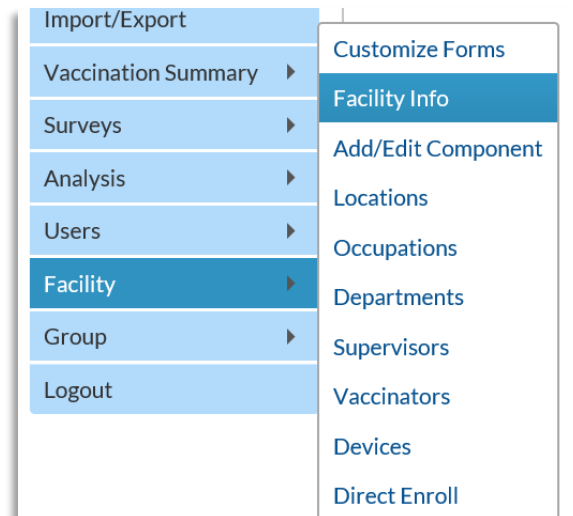 Import/Export
Vaccination Summary
Surveys
Analysis
Users
Facility
Group
Logout
Customize Forms
Facility Info
Add/Edit Component
Locations
Occupations
Departments
Supervisors
Vaccinators
Devices
Direct Enroll